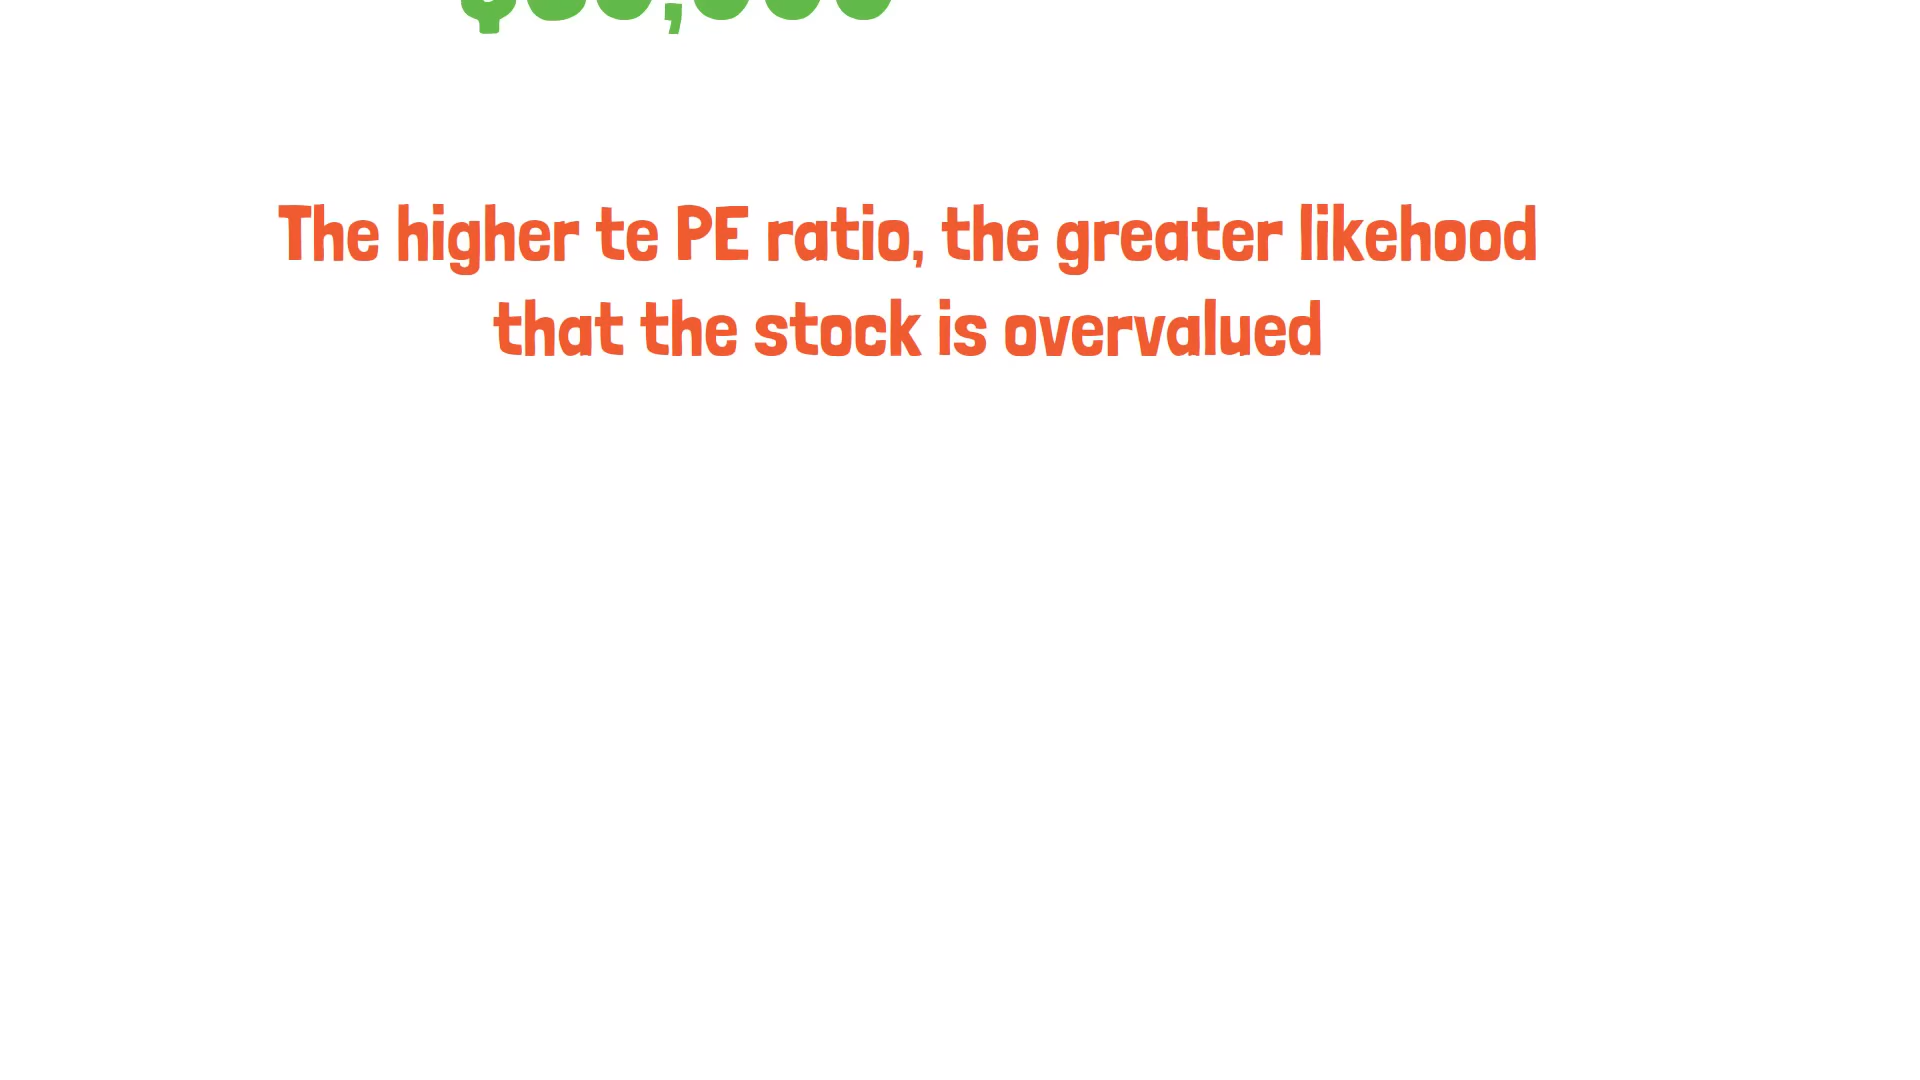 The higher te PE ratio, the greater likehood
that the stock is overvalued